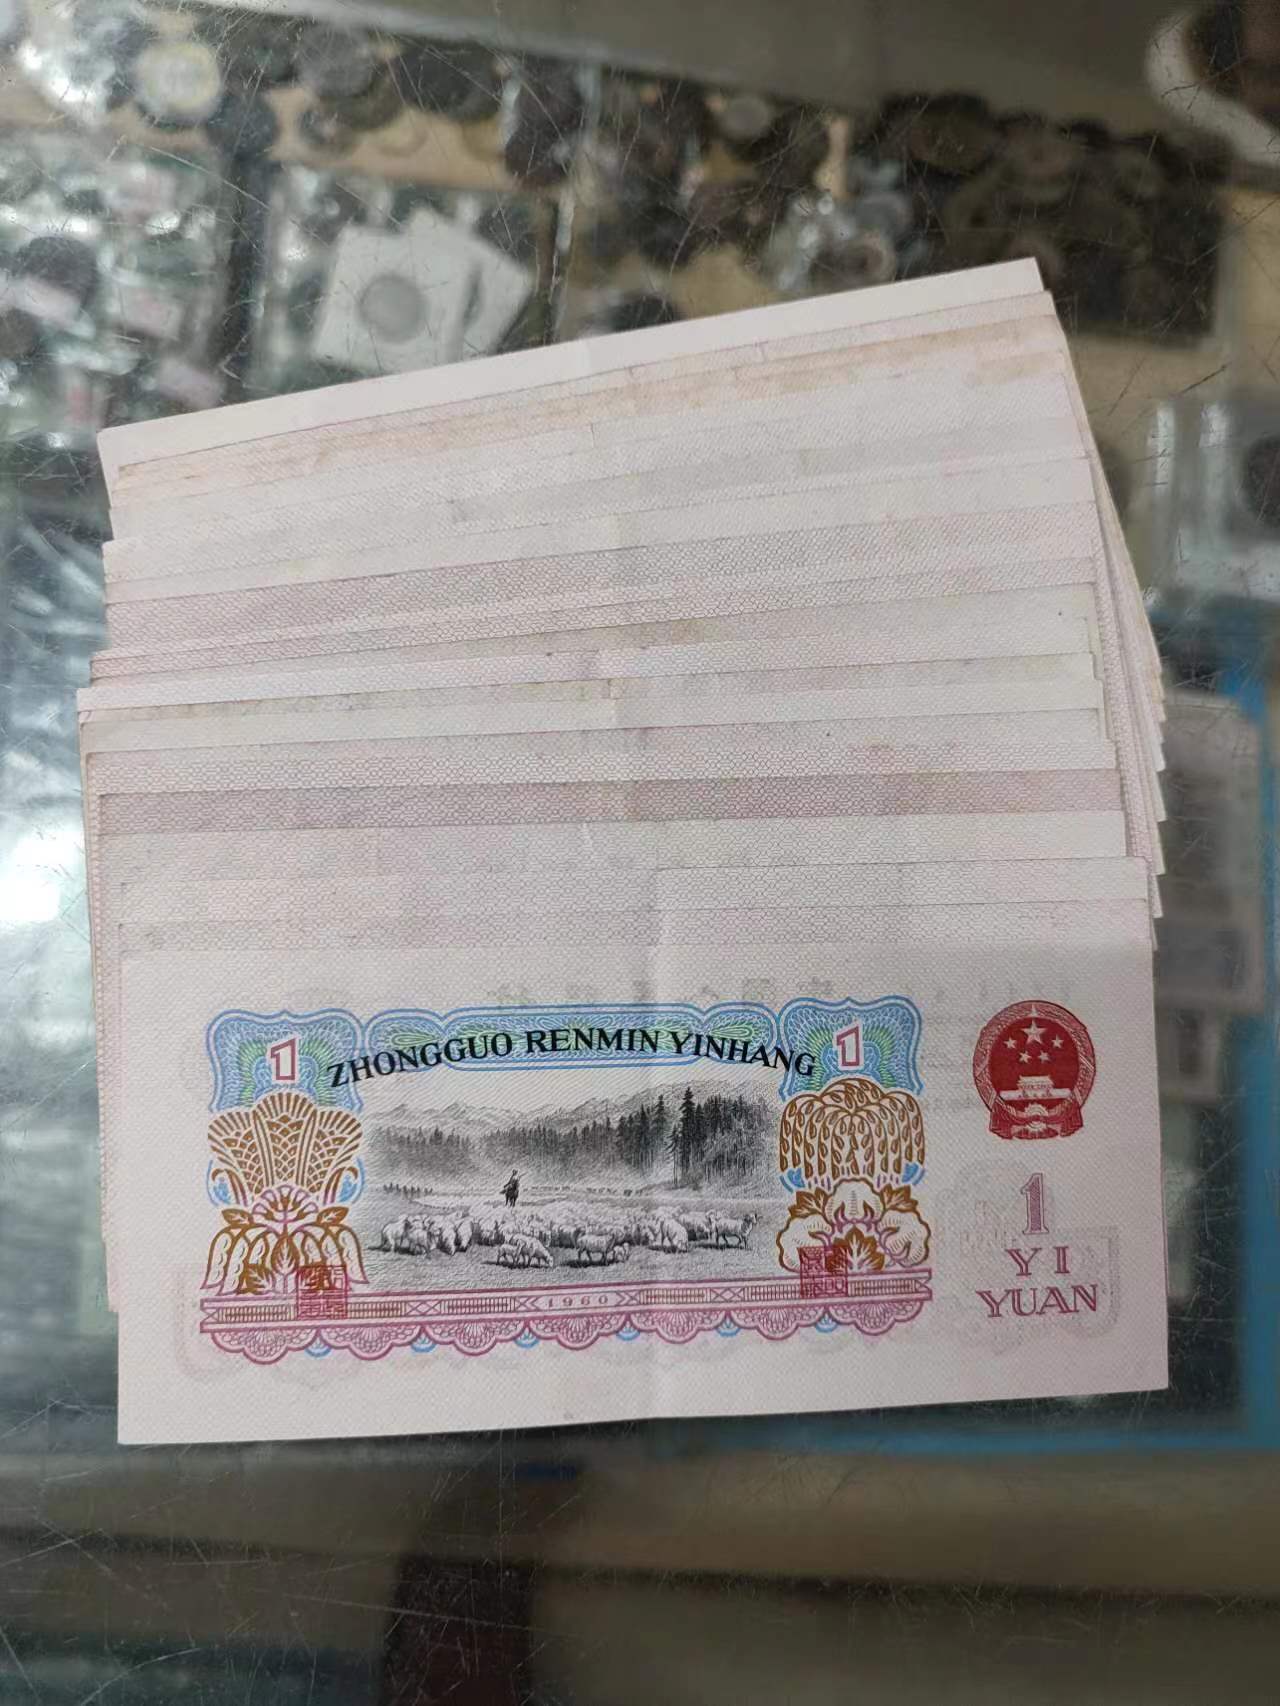 1
ZHONGGUO RENMIN YINHANG
1
1960
1
YI
YUAN